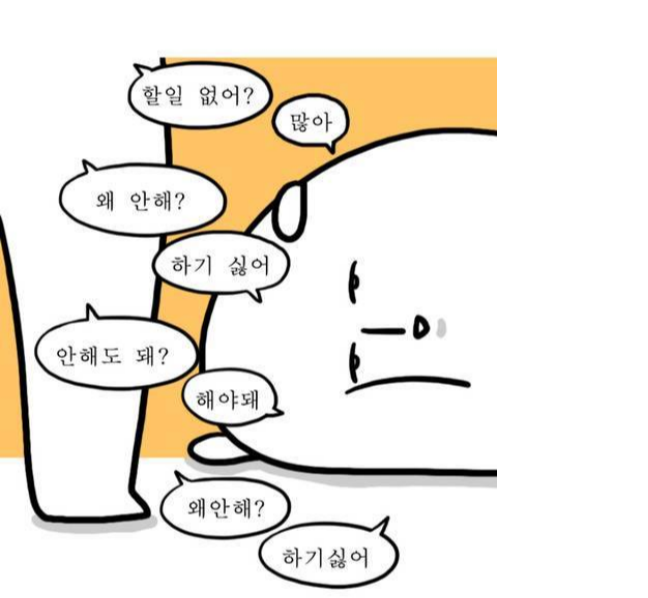 할일 없어?
많아
왜 안해?
하기 싫어
안해도 돼?
해야돼
왜안해?
하기싫어